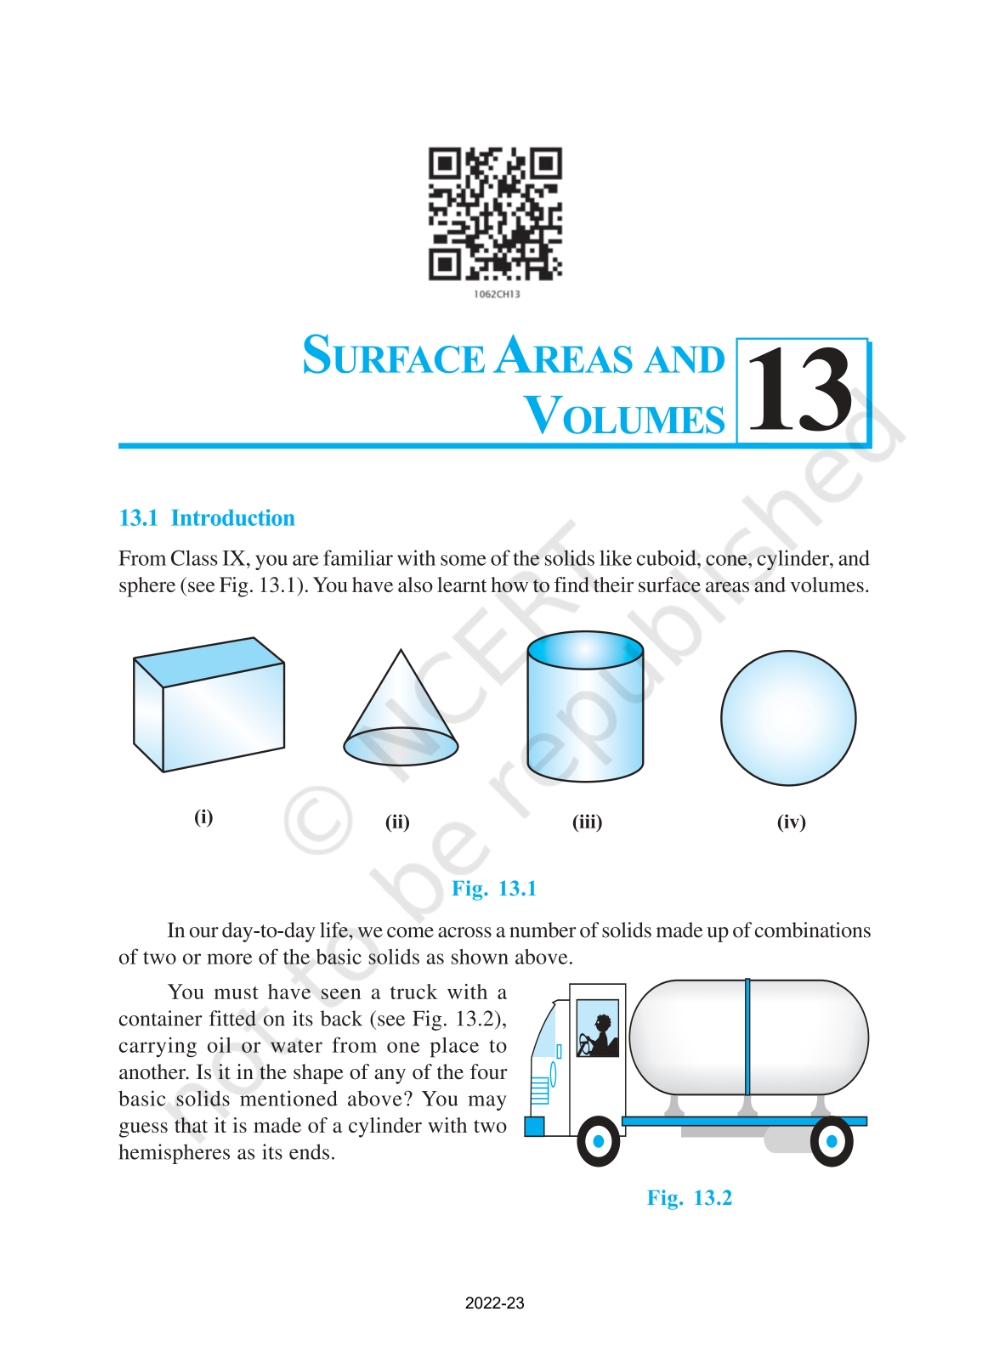 1062CH13
SURFACE AREAS AND
VOLUMES
13
13.1 Introduction
From Class IX, you are familiar with some of the solids like cuboid, cone, cylinder, and
sphere (see Fig. 13.1). You have also learnt how to find their surface areas and volumes.
(i)
(ii)
(iii)
(iv)
Fig. 13.1
In our day-to-day life, we come across a number of solids made up of combinations
of two or more of the basic solids as shown above.
You must have seen a truck with a
container fitted on its back (see Fig. 13.2),
carrying oil or water from one place to
another. Is it in the shape of any of the four
basic solids mentioned above? You may
guess that it is made of a cylinder with two
hemispheres as its ends.
Fig. 13.2
© NCERT
not to be republished
2022-23